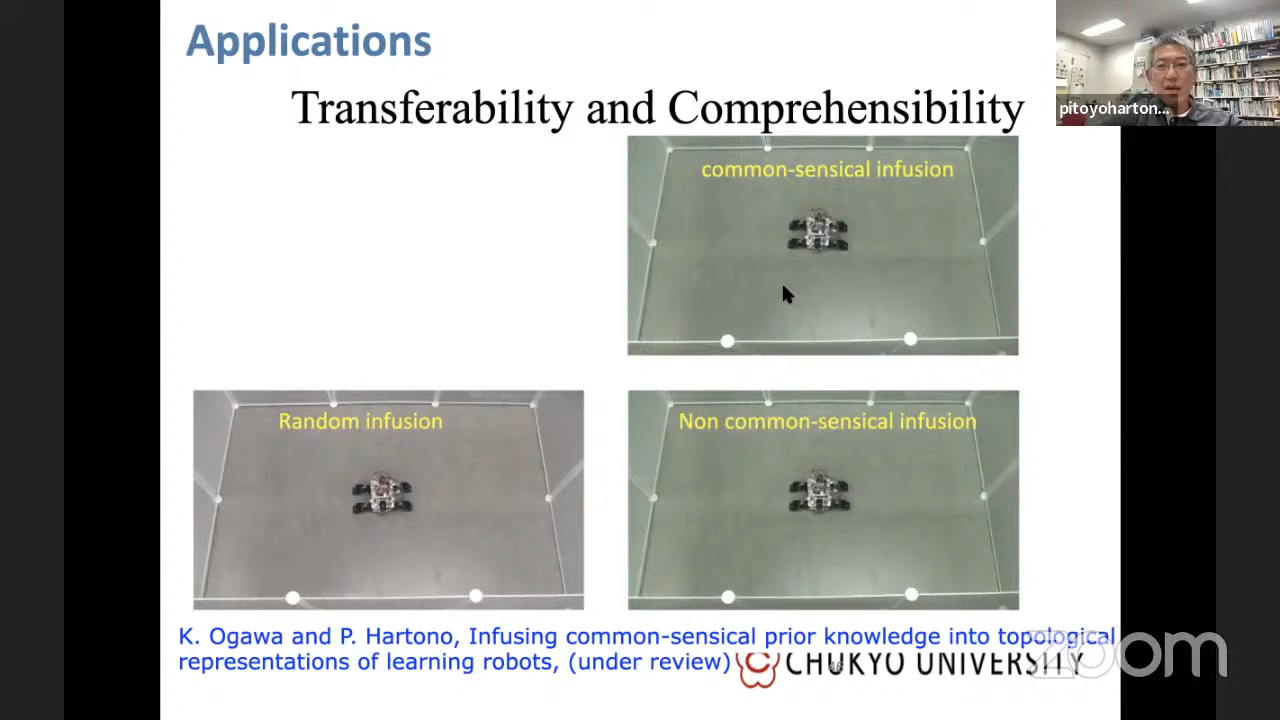 Applications
pitoyoharton...
Transferability and Comprehensibility
common-sensical infusion
Random infusion
Non common-sensical infusion
K. Ogawa and P. Hartono, Infusing common-sensical prior knowledge into topological
representations of learning robots, (under review)
CHUKYO UNIVERSITY
zoom